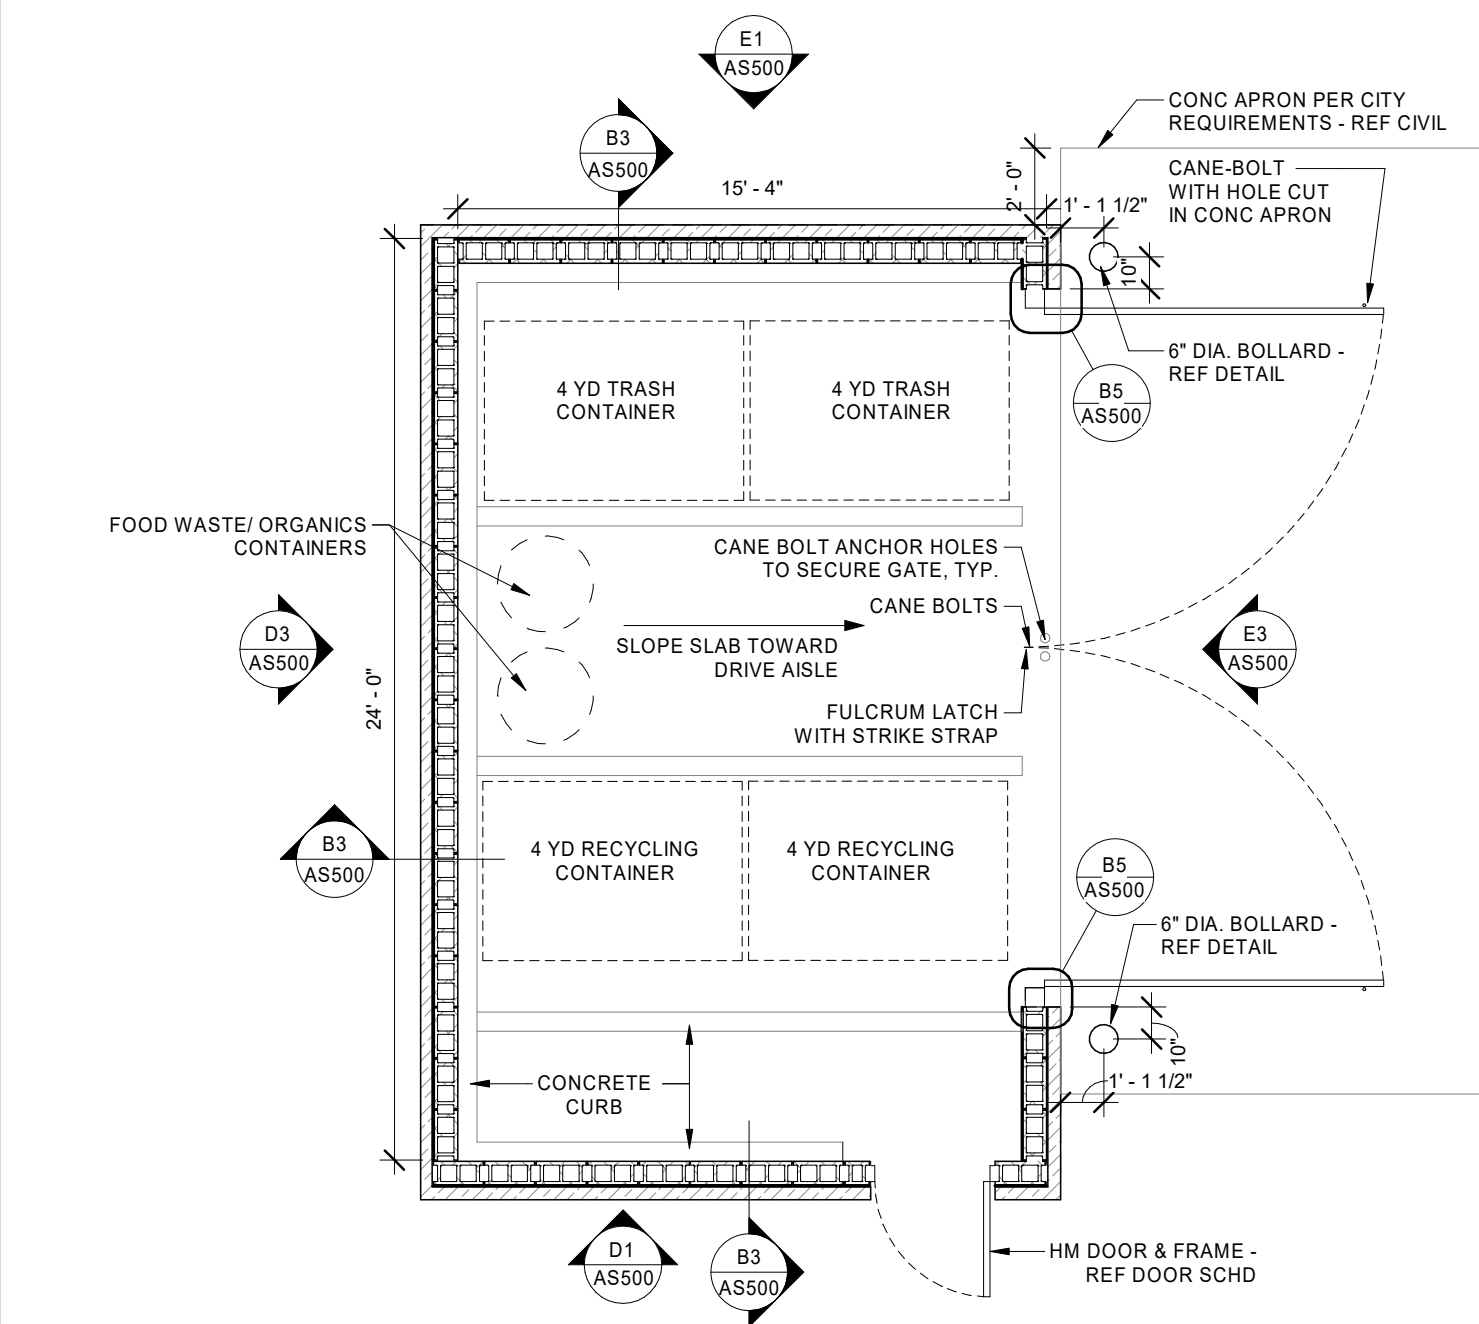 E1
AS500
CONC APRON PER CITY
REQUIREMENTS - REF CIVIL
B3
AS500
CANE-BOLT
WITH HOLE CUT
IN CONC APRON
15' - 4"
2' - 0"
1' - 1 1/2"
10"
6" DIA. BOLLARD -
REF DETAIL
B5
AS500
4 YD TRASH
CONTAINER
4 YD TRASH
CONTAINER
FOOD WASTE/ ORGANICS
CONTAINERS
CANE BOLT ANCHOR HOLES
TO SECURE GATE, TYP.
CANE BOLTS
D3
AS500
SLOPE SLAB TOWARD
DRIVE AISLE
E3
AS500
24' - 0"
FULCRUM LATCH
WITH STRIKE STRAP
B3
AS500
4 YD RECYCLING
CONTAINER
4 YD RECYCLING
CONTAINER
B5
AS500
6" DIA. BOLLARD -
REF DETAIL
10"
1' - 1 1/2"
CONCRETE
CURB
D1
AS500
B3
AS500
HM DOOR & FRAME -
REF DOOR SCHD